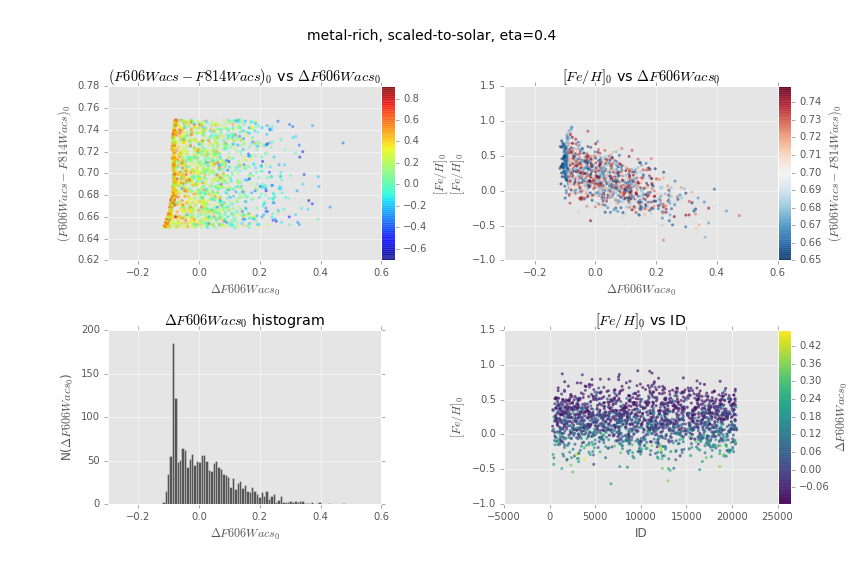 metal-rich, scaled-to-solar, eta=0.4
(F606Wacs − F814Wacs)₀ vs ΔF606Wacs₀
0.78
0.76
0.74
0.72
0.70
0.68
0.66
0.64
0.62
(F606Wacs − F814Wacs)₀
−0.2 0.0 0.2 0.4 0.6
ΔF606Wacs₀
0.8
0.6
0.4
0.2
0.0
−0.2
−0.4
−0.6
[Fe/H]₀
[Fe/H]₀ vs ΔF606Wacs₀
1.5
1.0
0.5
0.0
−0.5
−1.0
[Fe/H]₀
−0.2 0.0 0.2 0.4 0.6
ΔF606Wacs₀
0.74
0.73
0.72
0.71
0.70
0.69
0.68
0.67
0.66
0.65
(F606Wacs − F814Wacs)₀
ΔF606Wacs₀ histogram
200
150
100
50
0
N(ΔF606Wacs₀)
−0.2 0.0 0.2 0.4 0.6
ΔF606Wacs₀
[Fe/H]₀ vs ID
1.5
1.0
0.5
0.0
−0.5
−1.0
[Fe/H]₀
−5000 0 5000 10000 15000 20000 25000
ID
0.42
0.36
0.30
0.24
0.18
0.12
0.06
0.00
−0.06
ΔF606Wacs₀